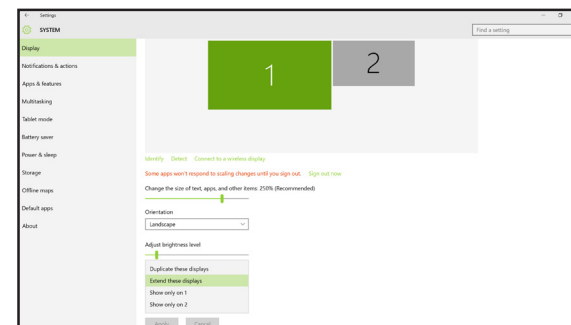 Settings
SYSTEM
Find a setting
Display
Notifications & actions
Apps & features
Multitasking
Tablet mode
Battery saver
Power & sleep
Storage
Offline maps
Default apps
About
1
2
Identify Detect Connect to a wireless display
Some apps won't respond to scaling changes until you sign out. Sign out now
Change the size of text, apps, and other items: 250% (Recommended)
Orientation
Landscape
Adjust brightness level
Duplicate these displays
Extend these displays
Show only on 1
Show only on 2
Apply Cancel